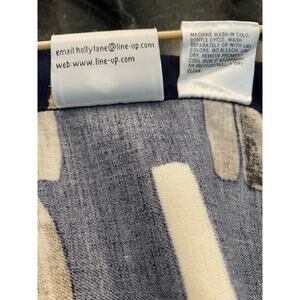 email:hollylane@line-up.com
web:www.line-up.com
MACHINE WASH IN COLD,
GENTLE CYCLE. WASH
SEPARATELY OR WITH LIKE
COLORS. NO BLEACH, LINE
DRY. REMOVE PROMPTLY.
COOL IRON IF NECESSARY
OR PROFESSIONALLY DRY
CLEAN.